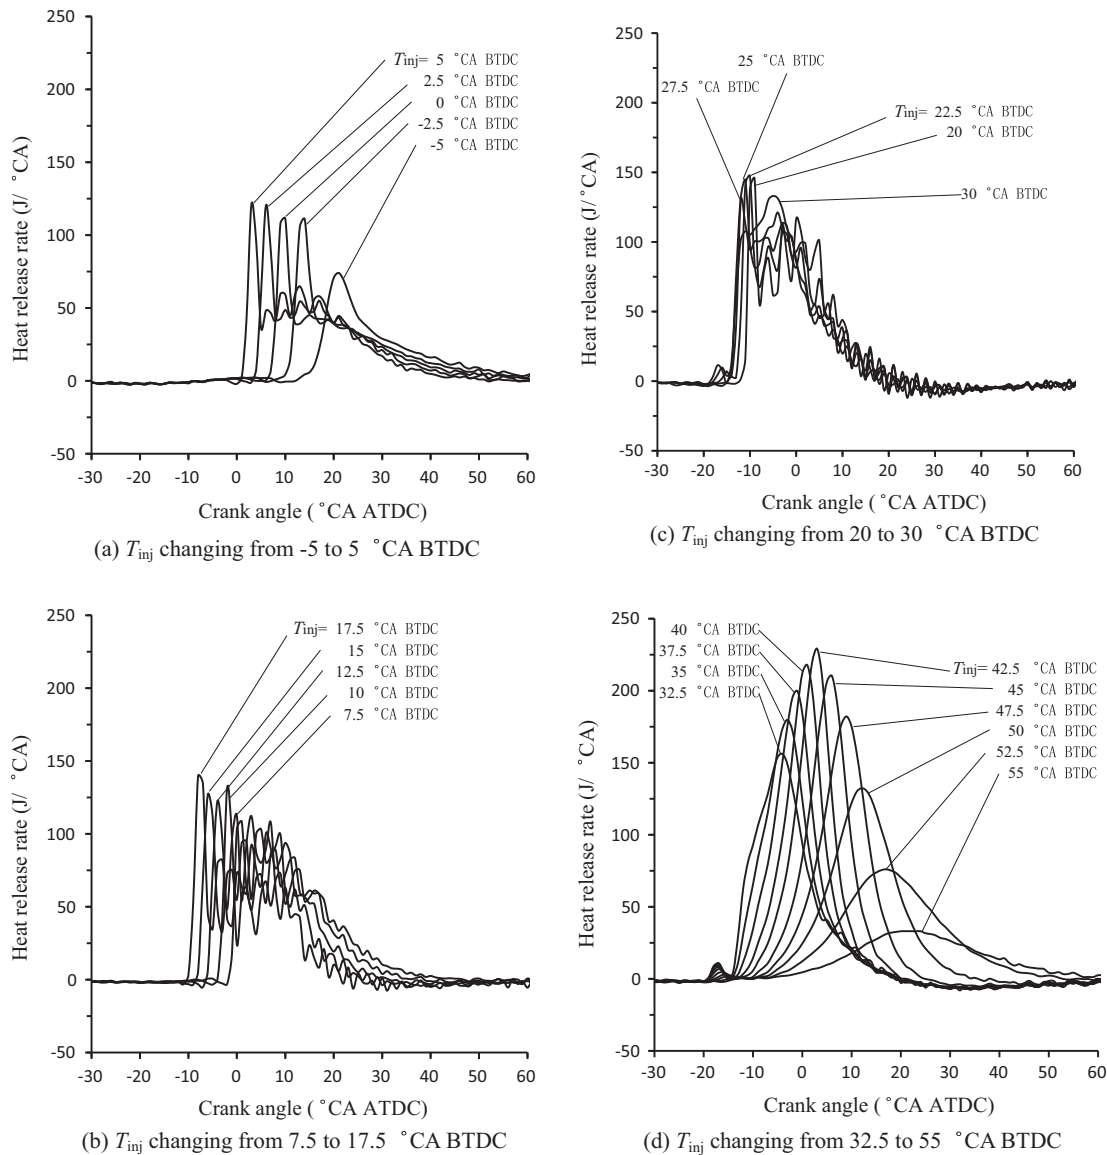 250
200
150
100
50
0
-50
Heat release rate (J/ °CA)
Tinj= 5 °CA BTDC
2.5 °CA BTDC
0 °CA BTDC
-2.5 °CA BTDC
-5 °CA BTDC
-30 -20 -10 0 10 20 30 40 50 60
Crank angle ( °CA ATDC)
(a) Tinj changing from -5 to 5 °CA BTDC
250
200
150
100
50
0
-50
Heat release rate (J/°CA)
25 °CA BTDC
27.5 °CA BTDC
Tinj= 22.5 °CA BTDC
20 °CA BTDC
30 °CA BTDC
-30 -20 -10 0 10 20 30 40 50 60
Crank angle ( °CA ATDC)
(c) Tinj changing from 20 to 30 °CA BTDC
250
200
150
100
50
0
-50
Heat release rate (J/ °CA)
Tinj= 17.5 °CA BTDC
15 °CA BTDC
12.5 °CA BTDC
10 °CA BTDC
7.5 °CA BTDC
-30 -20 -10 0 10 20 30 40 50 60
Crank angle ( °CA ATDC)
(b) Tinj changing from 7.5 to 17.5 °CA BTDC
250
200
150
100
50
0
-50
Heat release rate (J/ °CA)
40 °CA BTDC
37.5 °CA BTDC
35 °CA BTDC
32.5 °CA BTDC
Tinj= 42.5 °CA BTDC
45 °CA BTDC
47.5 °CA BTDC
50 °CA BTDC
52.5 °CA BTDC
55 °CA BTDC
-30 -20 -10 0 10 20 30 40 50 60
Crank angle ( °CA ATDC)
(d) Tinj changing from 32.5 to 55 °CA BTDC